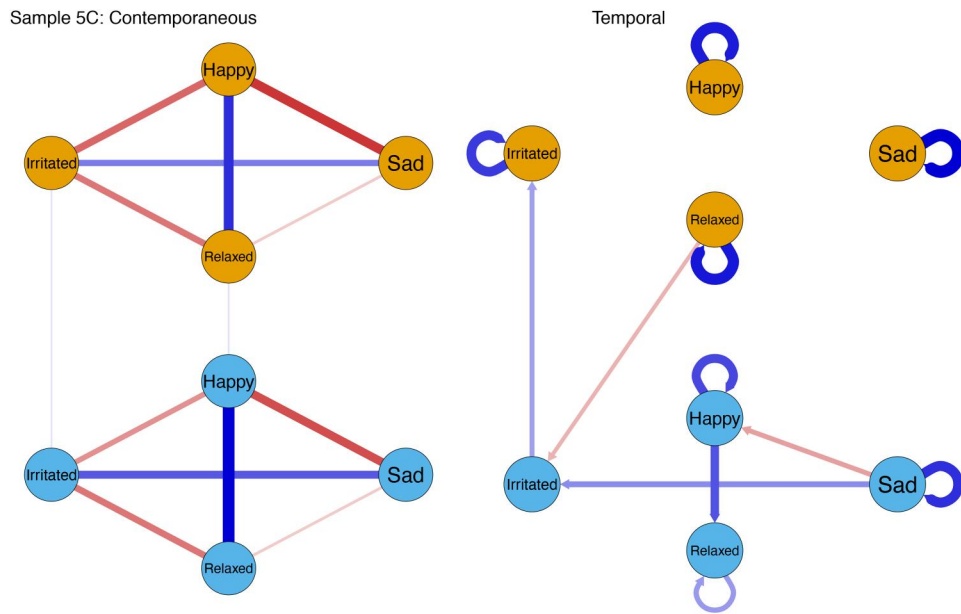 Sample 5C: Contemporaneous
Temporal
Happy
Irritated
Sad
Relaxed
Happy
Irritated
Sad
Relaxed
Happy
Irritated
Sad
Relaxed
Happy
Irritated
Sad
Relaxed